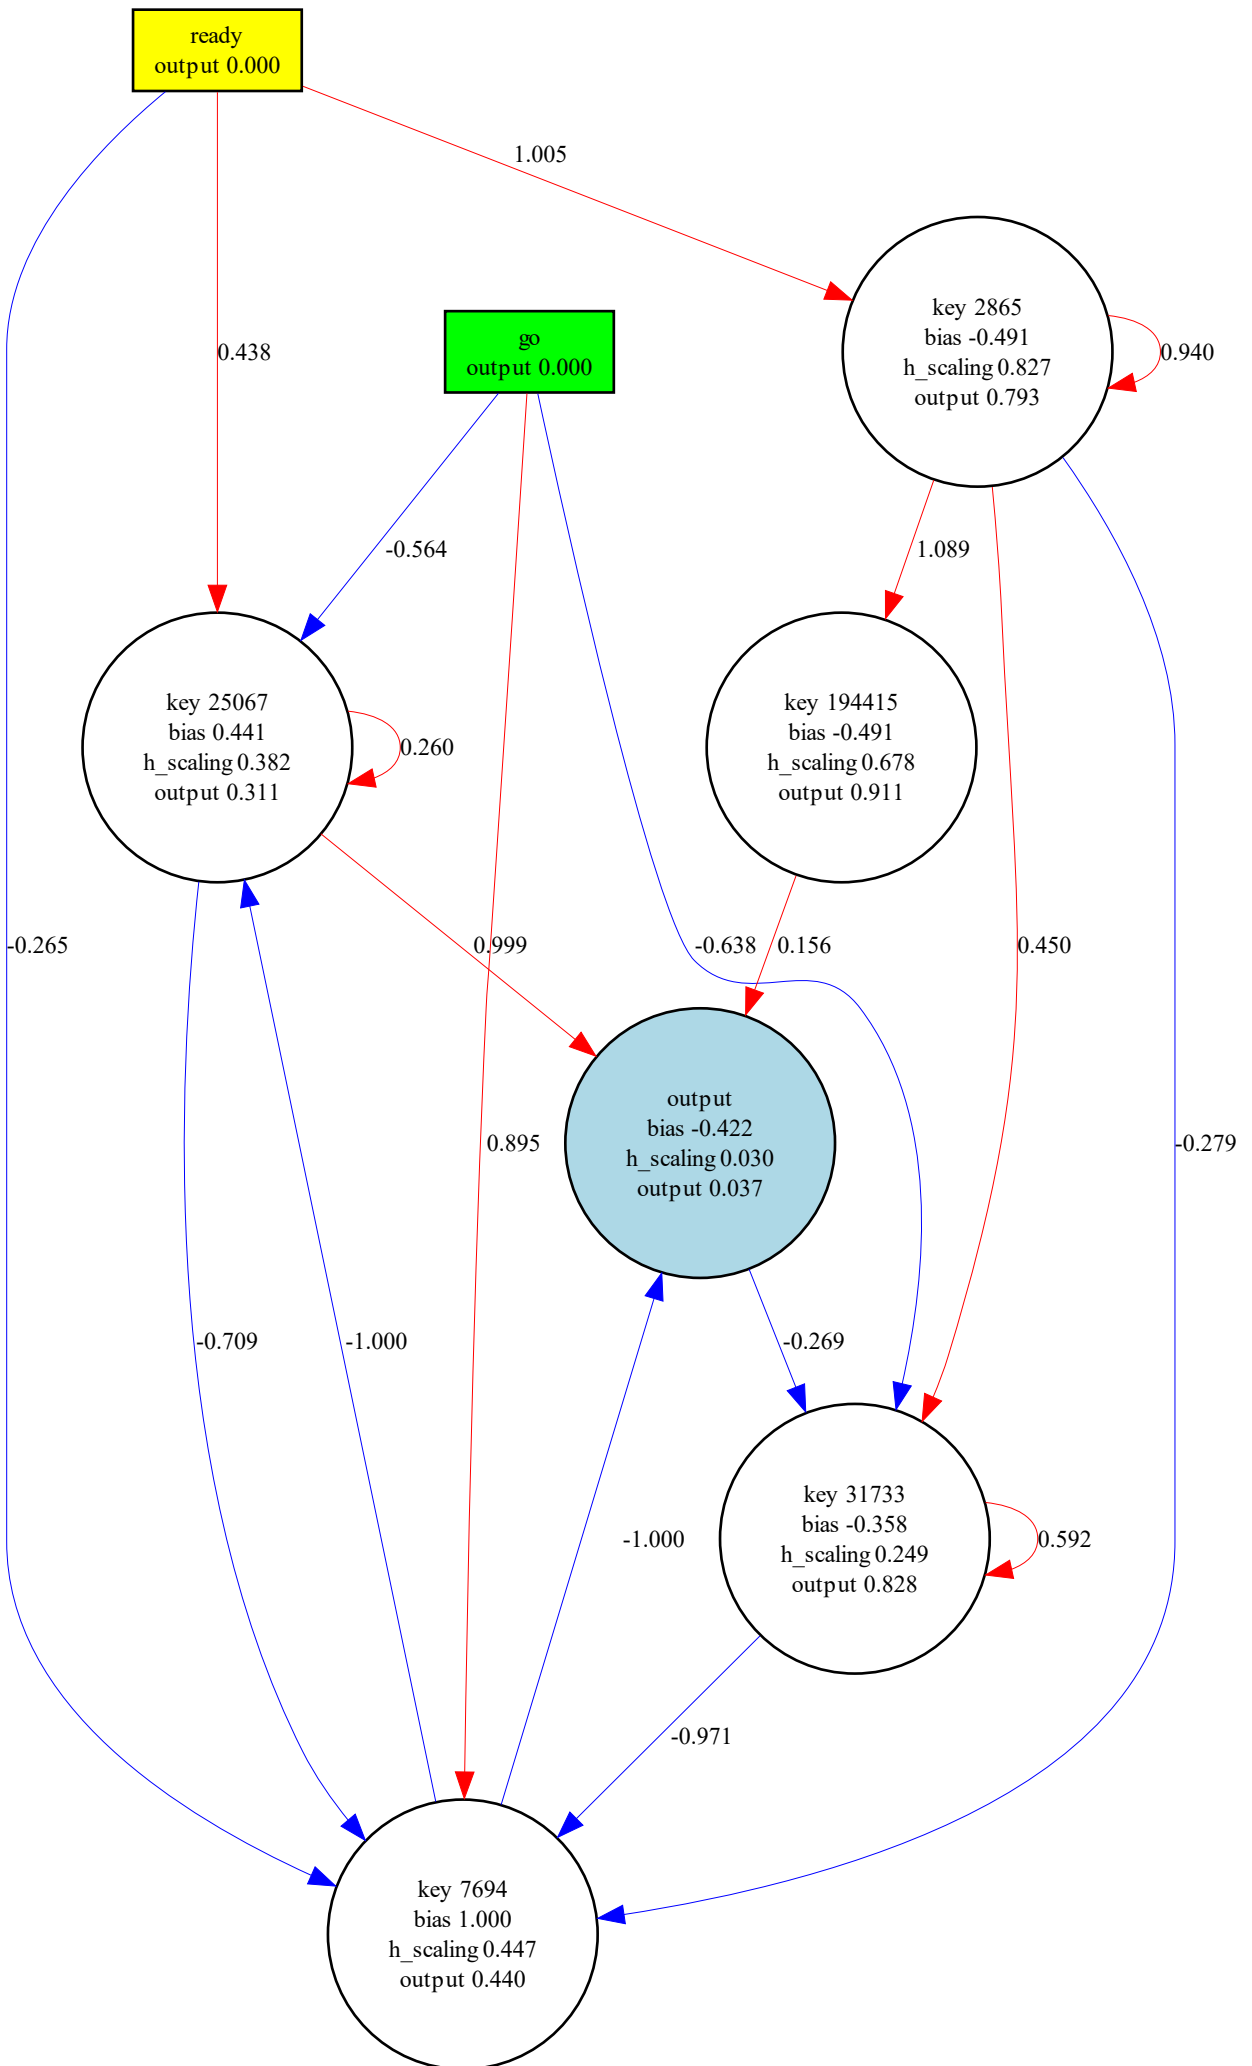 ready
output 0.000
1.005
go
output 0.000
key 2865
bias -0.491
h_scaling 0.827
output 0.793
0.438
0.940
-0.564
1.089
key 25067
bias 0.441
h_scaling 0.382
output 0.311
0.260
key 194415
bias -0.491
h_scaling 0.678
output 0.911
-0.265
0.999
-0.638
0.156
0.450
output
bias -0.422
h_scaling 0.030
output 0.037
0.895
-0.279
-0.709
-1.000
-0.269
key 31733
bias -0.358
h_scaling 0.249
output 0.828
-1.000
0.592
-0.971
key 7694
bias 1.000
h_scaling 0.447
output 0.440